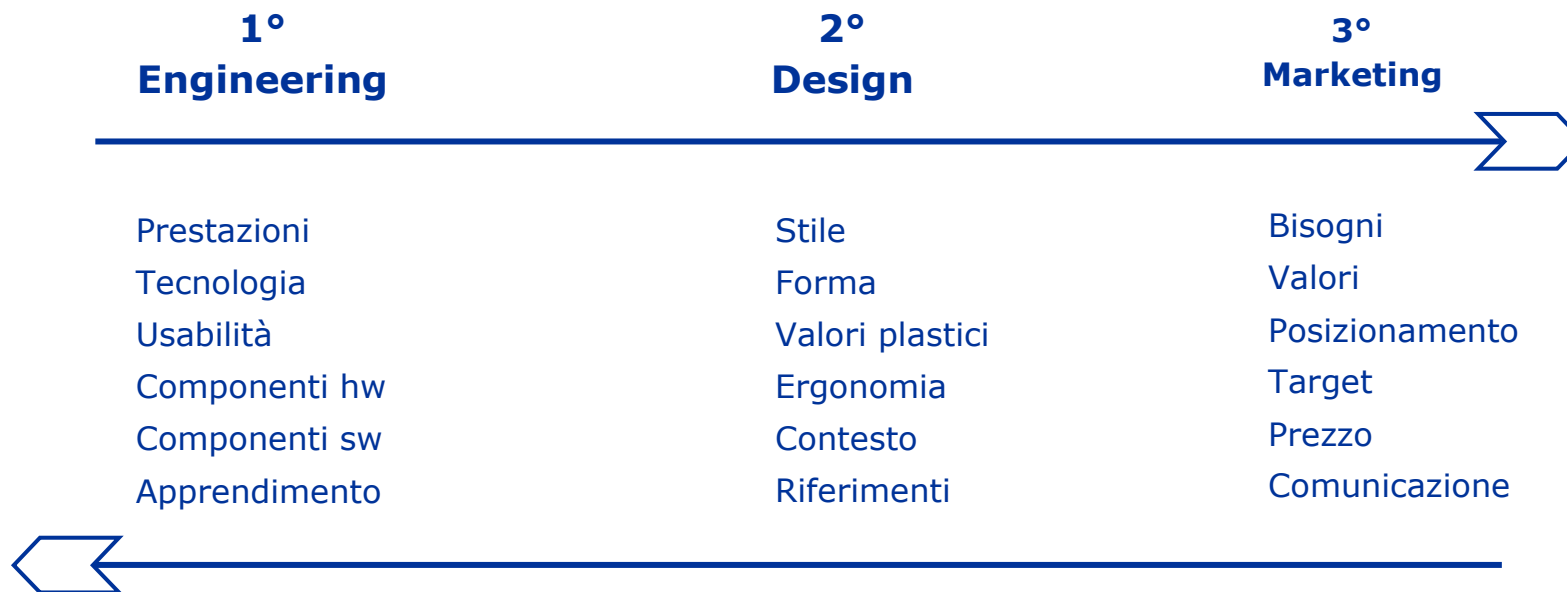 1°
Engineering
2°
Design
3°
Marketing
Prestazioni
Tecnologia
Usabilità
Componenti hw
Componenti sw
Apprendimento
Stile
Forma
Valori plastici
Ergonomia
Contesto
Riferimenti
Bisogni
Valori
Posizionamento
Target
Prezzo
Comunicazione